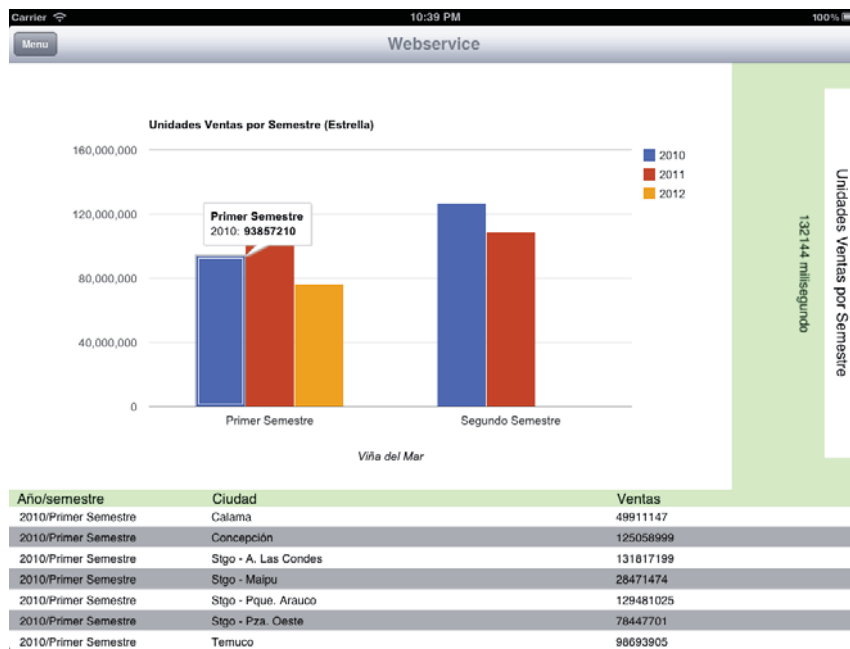 Carrier 10:39 PM 100%
Menu Webservice
Unidades Ventas por Semestre (Estrella)
160,000,000
120,000,000
80,000,000
40,000,000
0
2010
2011
2012
Primer Semestre
2010: 93857210
Primer Semestre Segundo Semestre
Viña del Mar
132144 milisegundo
Unidades Ventas por Semestre
Año/semestre Ciudad Ventas
2010/Primer Semestre Calama 49911147
2010/Primer Semestre Concepción 125058999
2010/Primer Semestre Stgo - A. Las Condes 131817199
2010/Primer Semestre Stgo - Maipu 28471474
2010/Primer Semestre Stgo - Pque. Arauco 129481025
2010/Primer Semestre Stgo - Pza. Oeste 78447701
2010/Primer Semestre Temuco 98693905